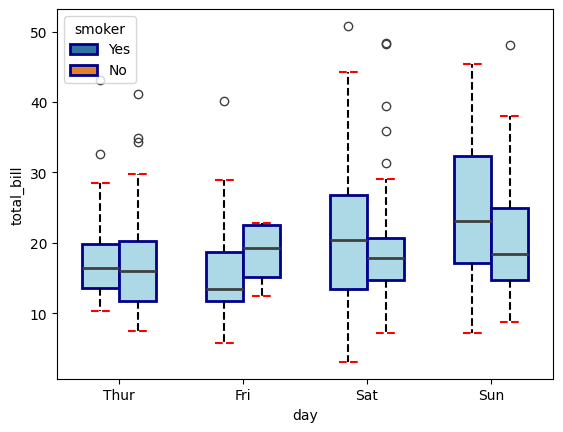 smoker
Yes
No
50
40
30
20
10
total_bill
Thur Fri Sat Sun
day